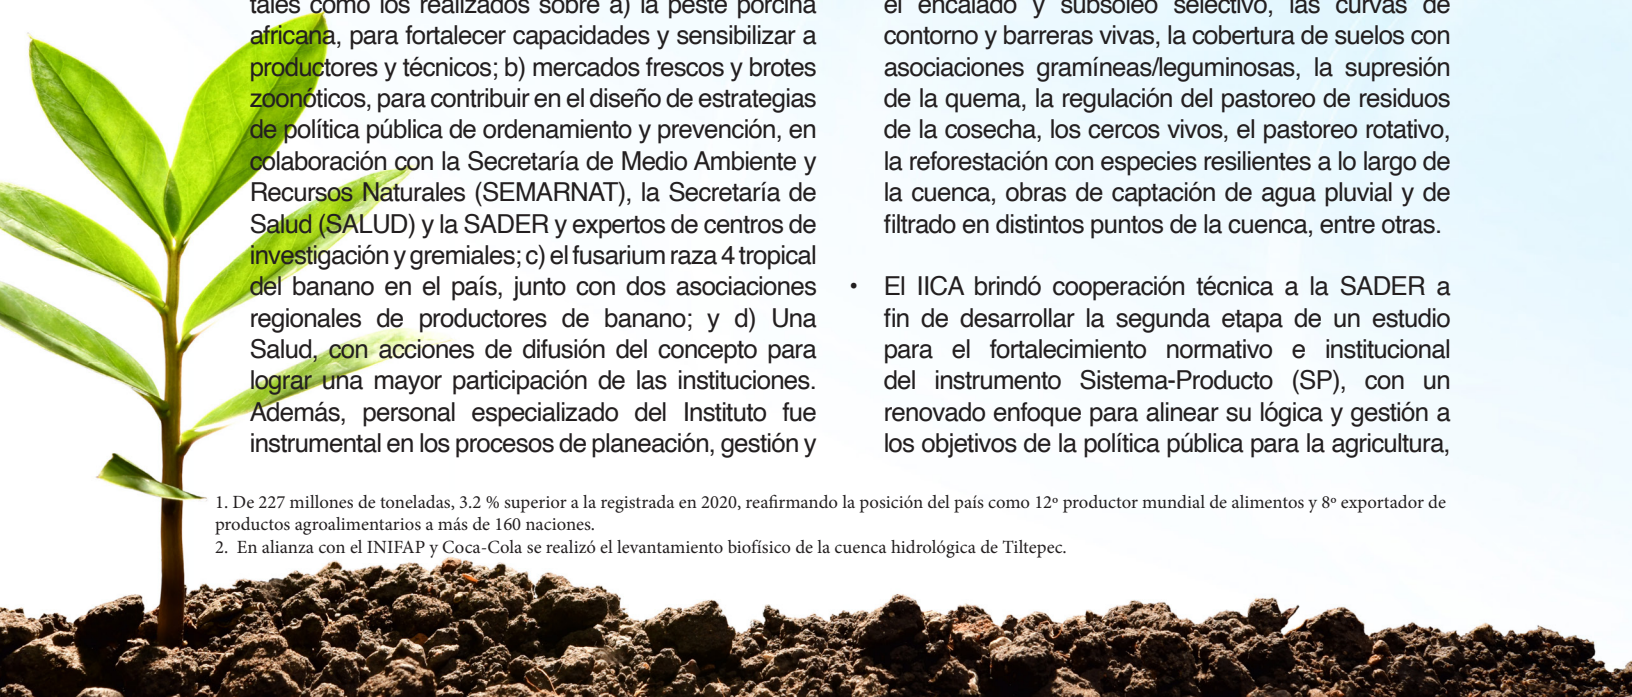 tales como los realizados sobre a) la peste porcina
africana, para fortalecer capacidades y sensibilizar a
productores y técnicos; b) mercados frescos y brotes
zoonóticos, para contribuir en el diseño de estrategias
de política pública de ordenamiento y prevención, en
colaboración con la Secretaría de Medio Ambiente y
Recursos Naturales (SEMARNAT), la Secretaría de
Salud (SALUD) y la SADER y expertos de centros de
investigación y gremiales; c) el fusarium raza 4 tropical
del banano en el país, junto con dos asociaciones
regionales de productores de banano; y d) Una
Salud, con acciones de difusión del concepto para
lograr una mayor participación de las instituciones.
Además, personal especializado del Instituto fue
instrumental en los procesos de planeación, gestión y
el encalado y subsoleo selectivo, las curvas de
contorno y barreras vivas, la cobertura de suelos con
asociaciones gramíneas/leguminosas, la supresión
de la quema, la regulación del pastoreo de residuos
de la cosecha, los cercos vivos, el pastoreo rotativo,
la reforestación con especies resilientes a lo largo de
la cuenca, obras de captación de agua pluvial y de
filtrado en distintos puntos de la cuenca, entre otras.
• El IICA brindó cooperación técnica a la SADER a
fin de desarrollar la segunda etapa de un estudio
para el fortalecimiento normativo e institucional
del instrumento Sistema-Producto (SP), con un
renovado enfoque para alinear su lógica y gestión a
los objetivos de la política pública para la agricultura,
1. De 227 millones de toneladas, 3.2 % superior a la registrada en 2020, reafirmando la posición del país como 12º productor mundial de alimentos y 8º exportador de
productos agroalimentarios a más de 160 naciones.
2. En alianza con el INIFAP y Coca-Cola se realizó el levantamiento biofísico de la cuenca hidrológica de Tiltepec.